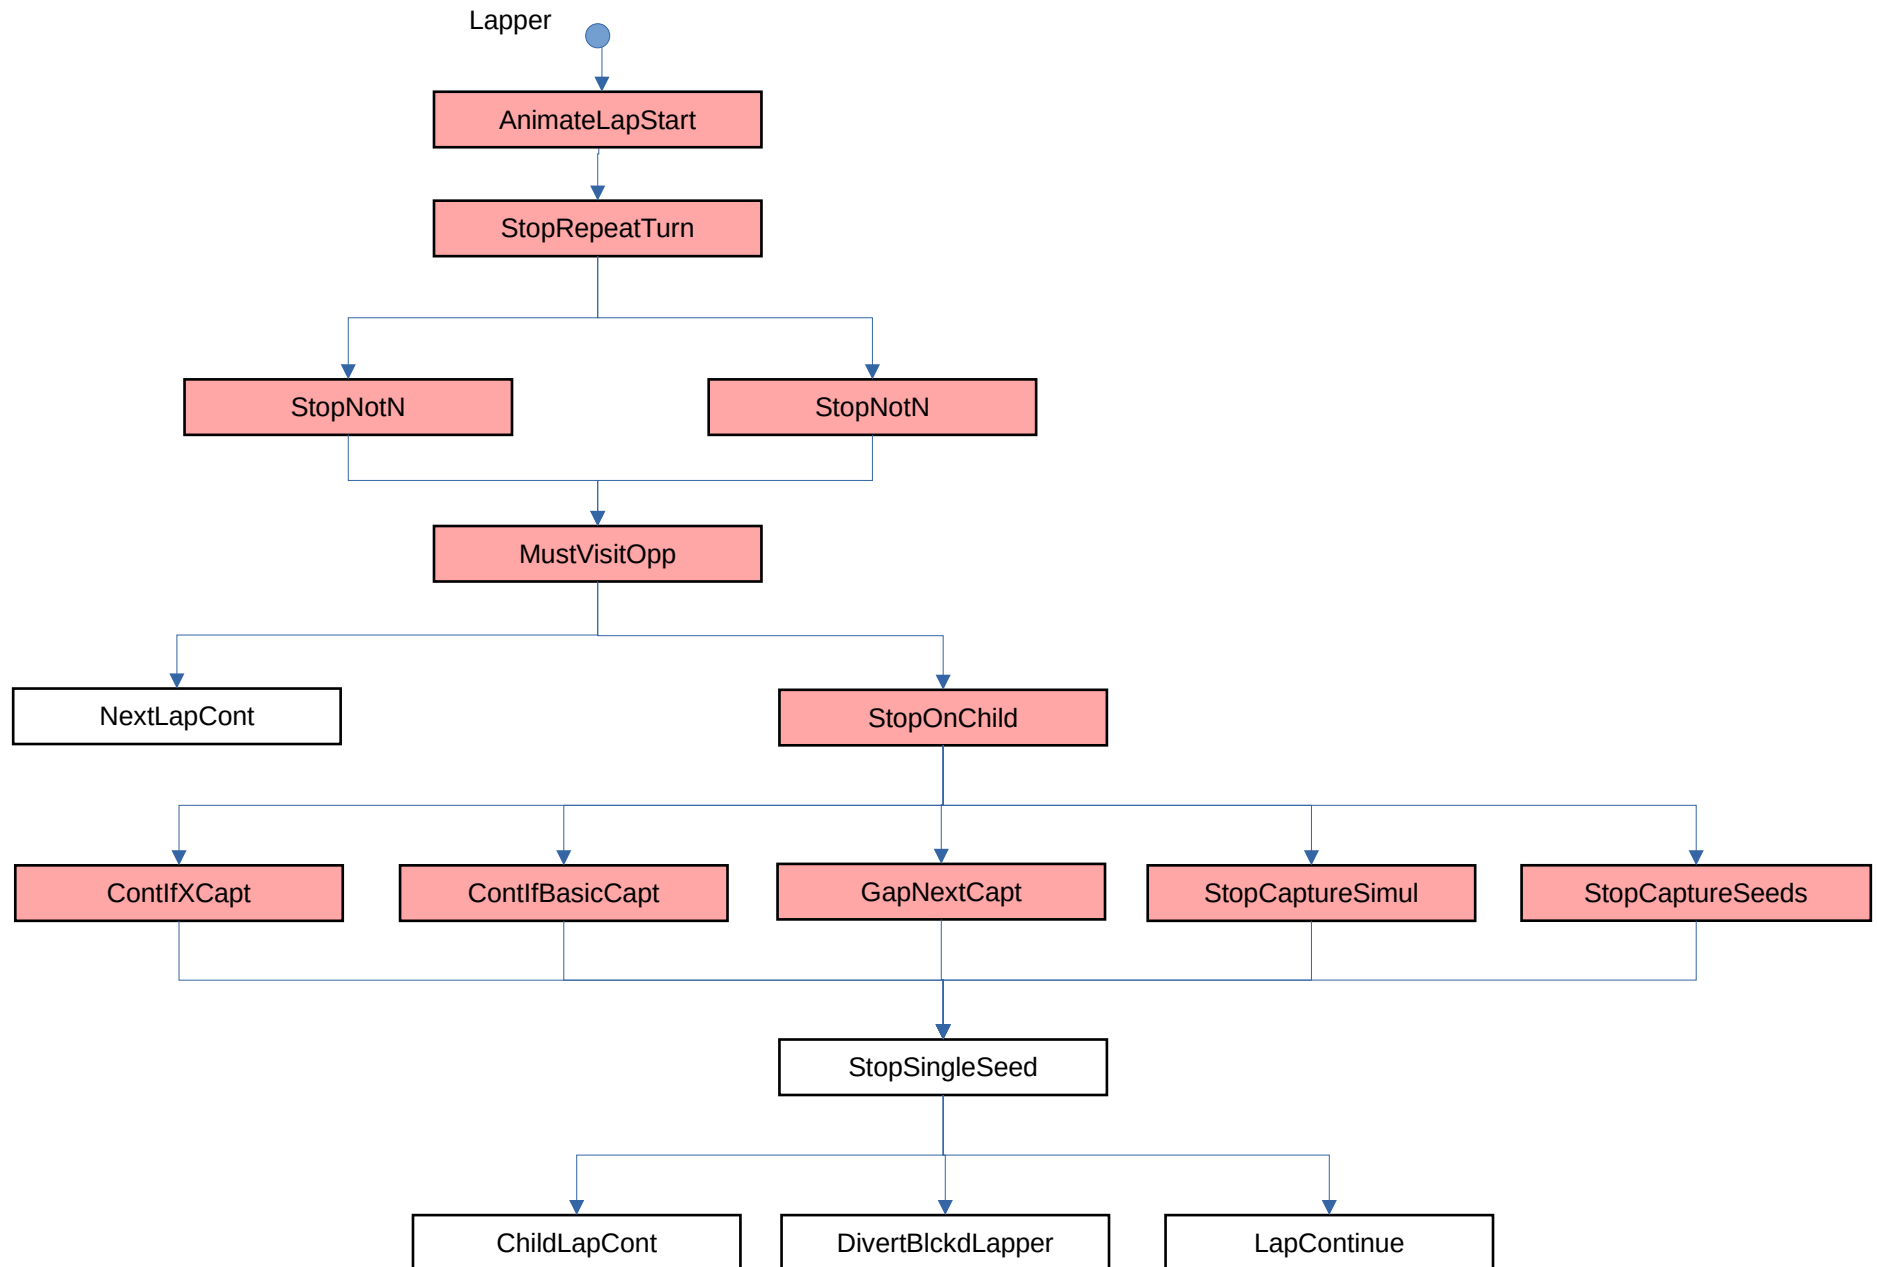 Lapper
AnimateLapStart
StopRepeatTurn
StopNotN
StopNotN
MustVisitOpp
NextLapCont
StopOnChild
ContIfXCapt
ContIfBasicCapt
GapNextCapt
StopCaptureSimul
StopCaptureSeeds
StopSingleSeed
ChildLapCont
DivertBlckdLapper
LapContinue